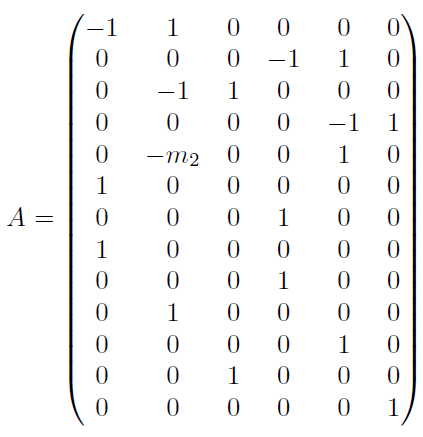 −1 1 0 0 0 0
0 0 0 −1 1 0
0 −1 1 0 0 0
0 0 0 0 −1 1
0 −m₂ 0 0 1 0
1 0 0 0 0 0
A = 0 0 0 1 0 0
1 0 0 0 0 0
0 0 0 1 0 0
0 1 0 0 0 0
0 0 0 0 1 0
0 0 1 0 0 0
0 0 0 0 0 1